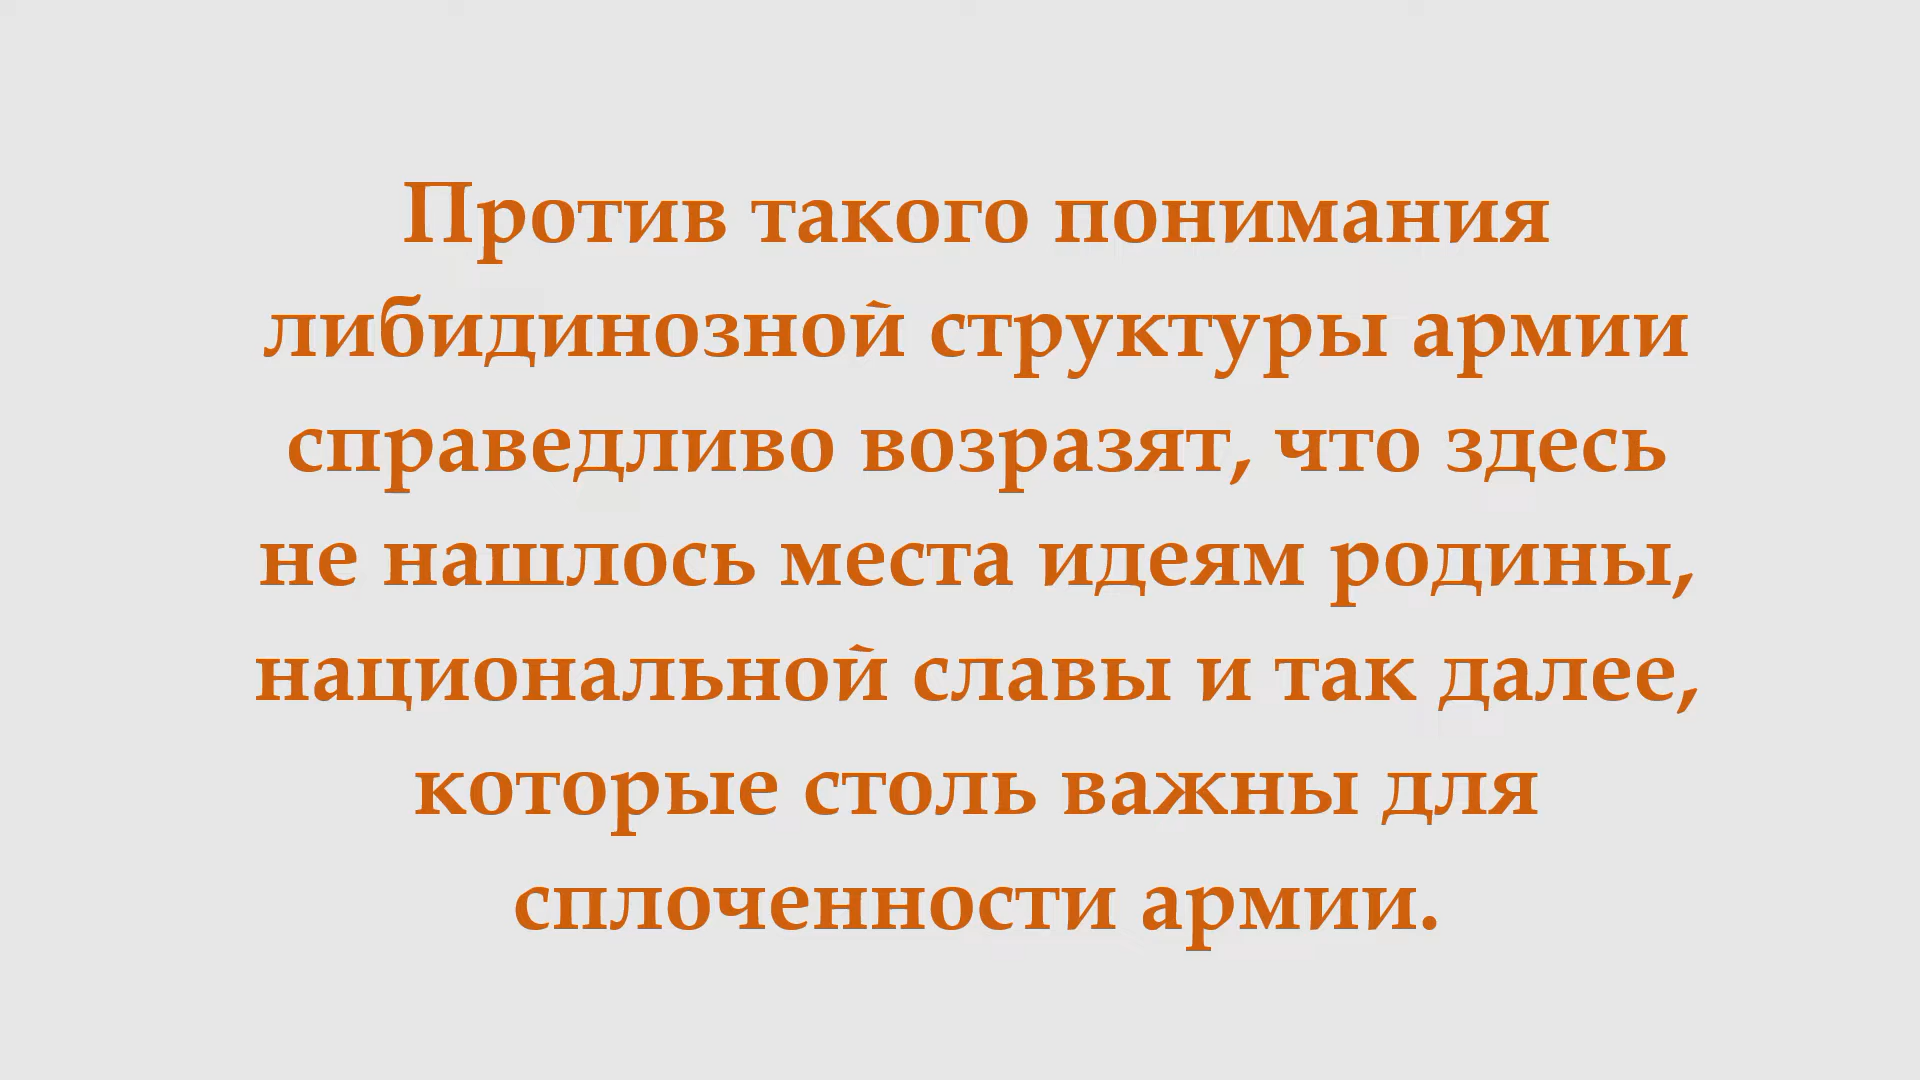 Против такого понимания
либидинозной структуры армии
справедливо возразят, что здесь
не нашлось места идеям родины,
национальной славы и так далее,
которые столь важны для
сплоченности армии.